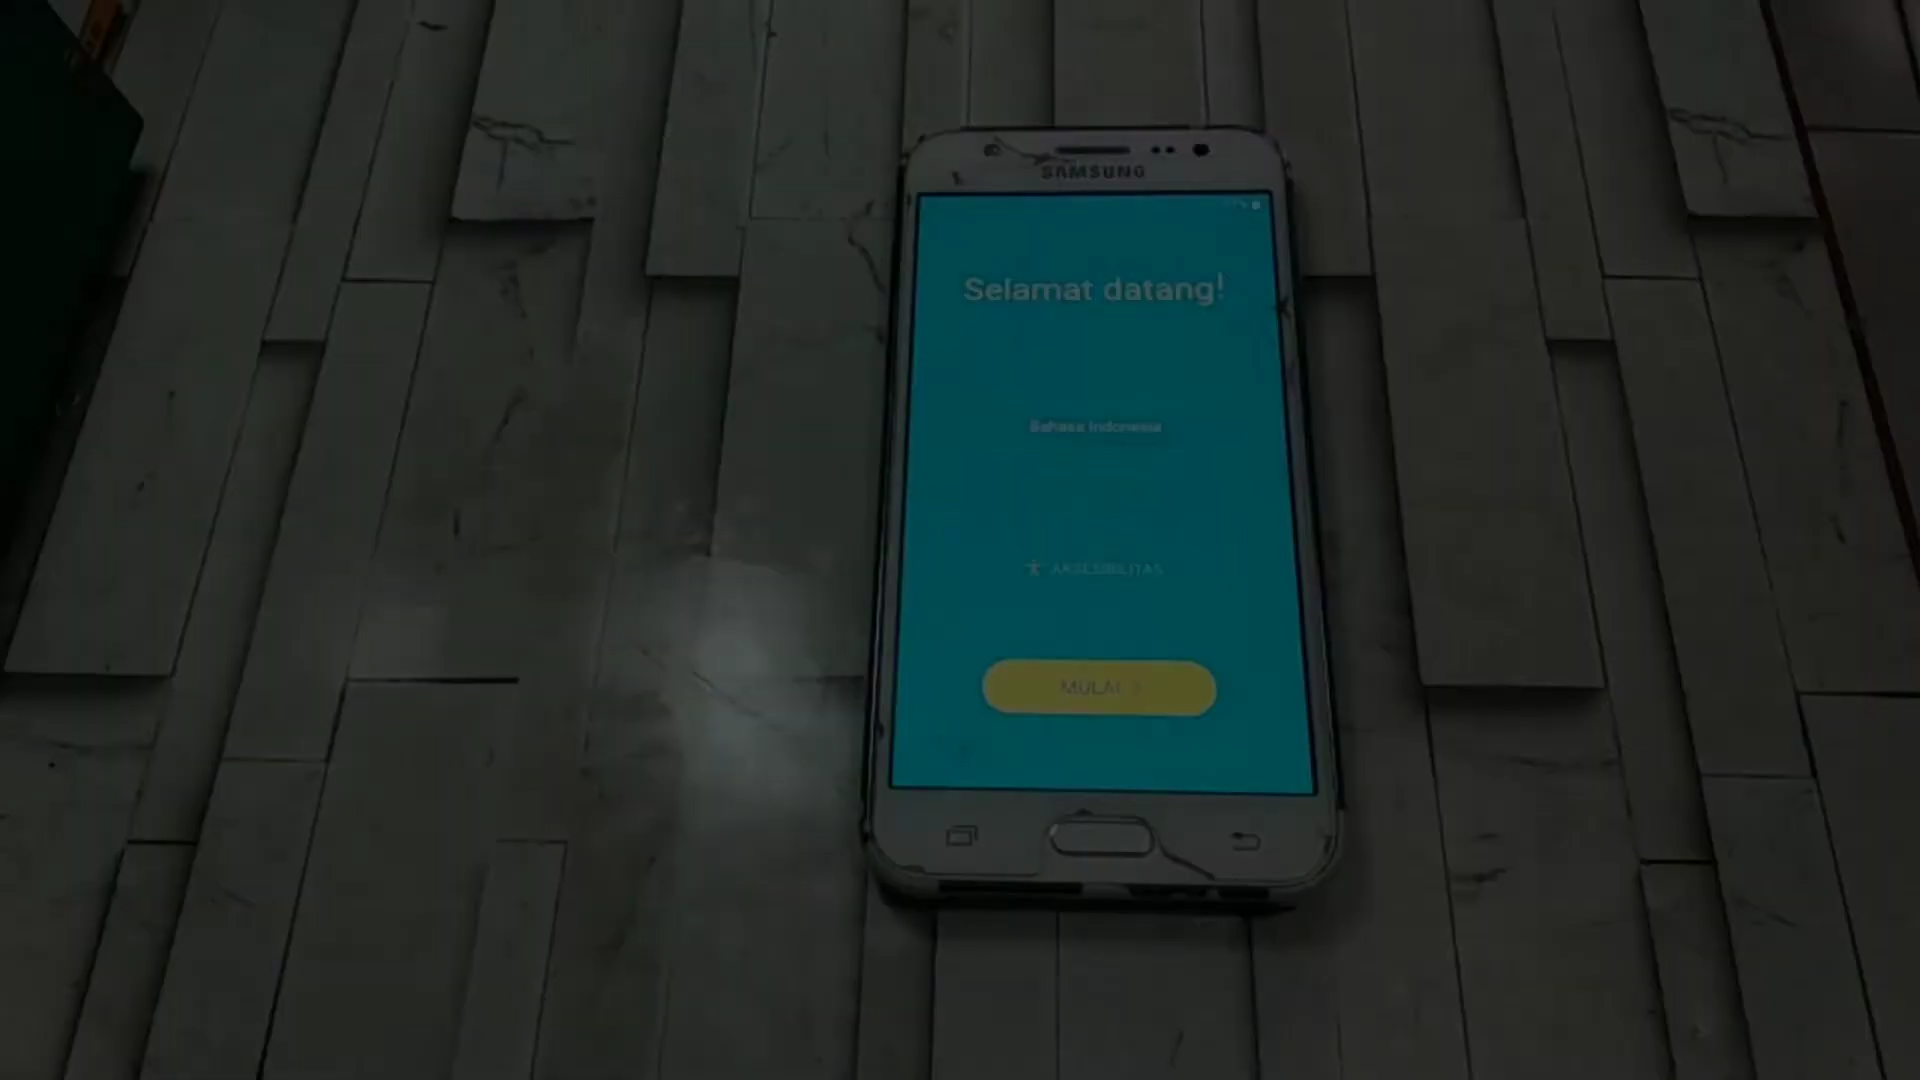 SAMSUNG
Selamat datang!
Bahasa Indonesia
AKSESIBILITAS
MULAI